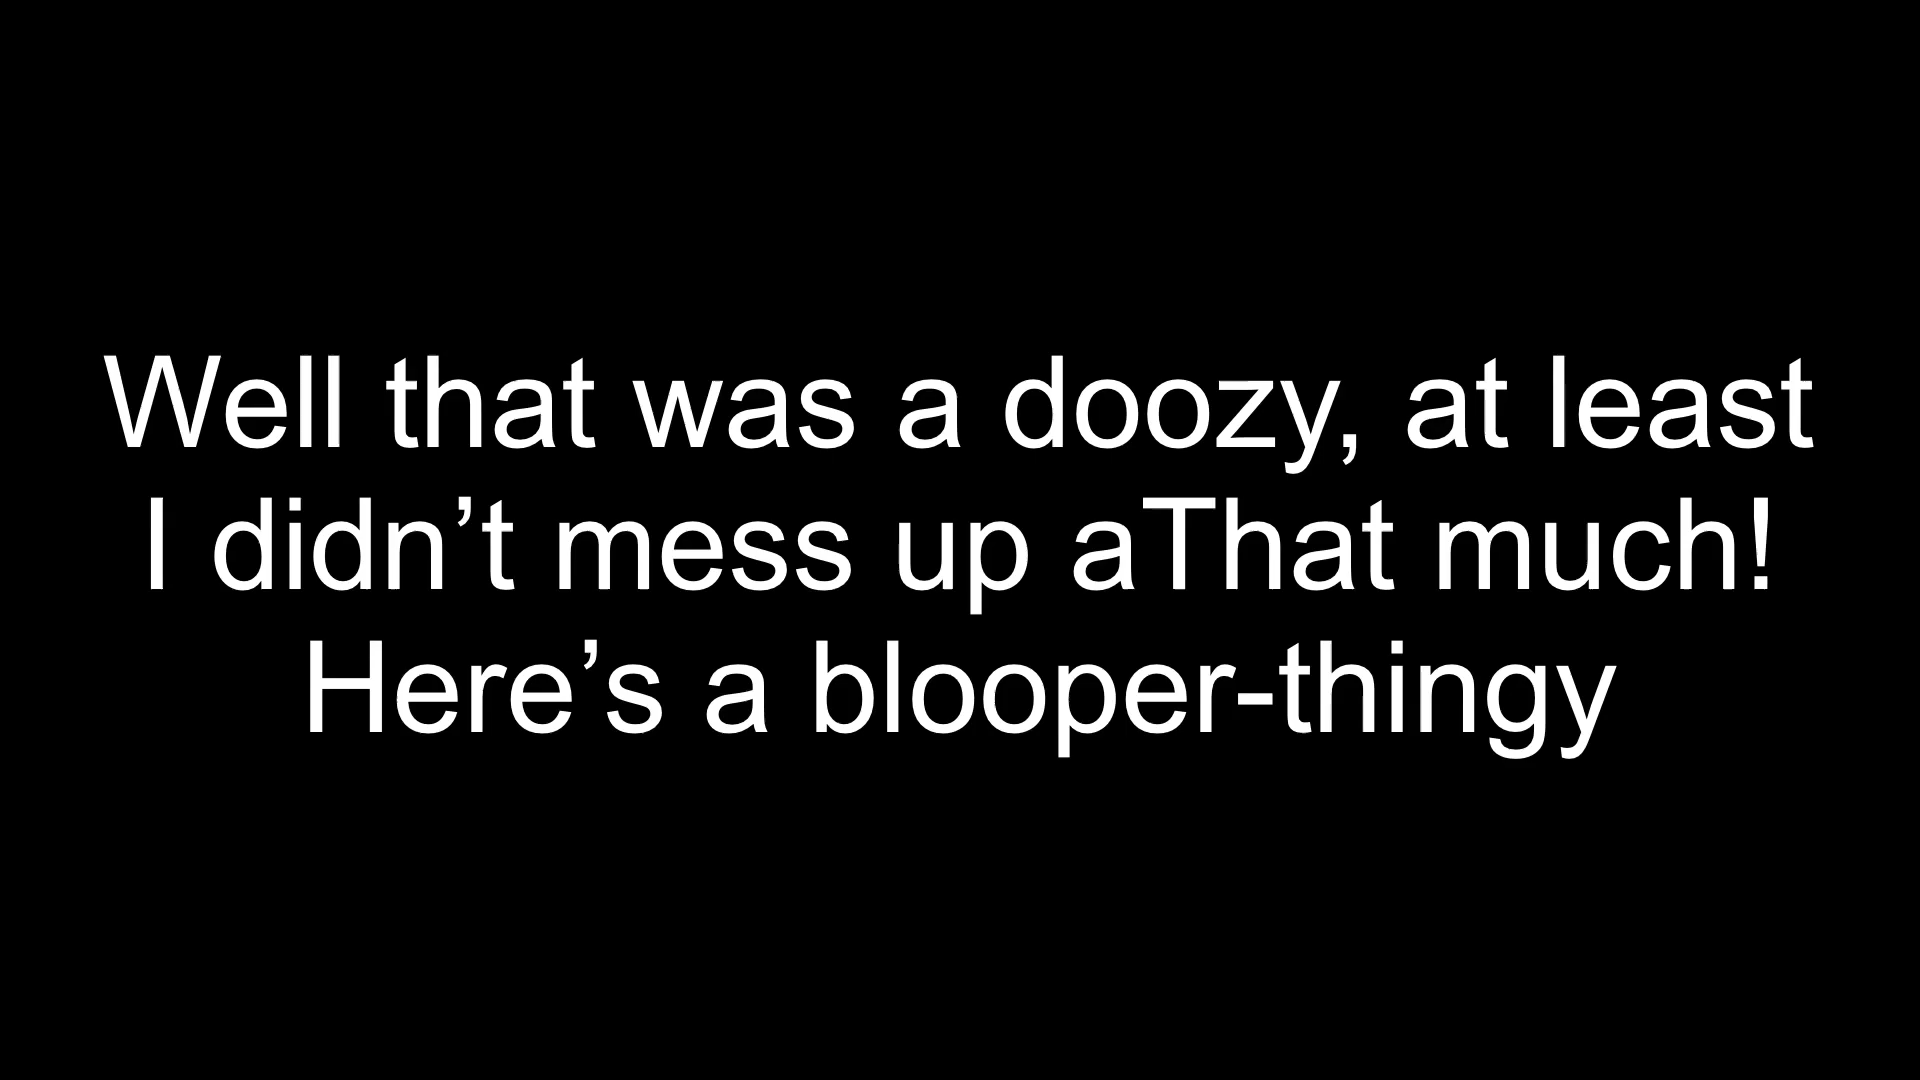 Well that was a doozy, at least
I didn’t mess up aThat much!
Here’s a blooper-thingy